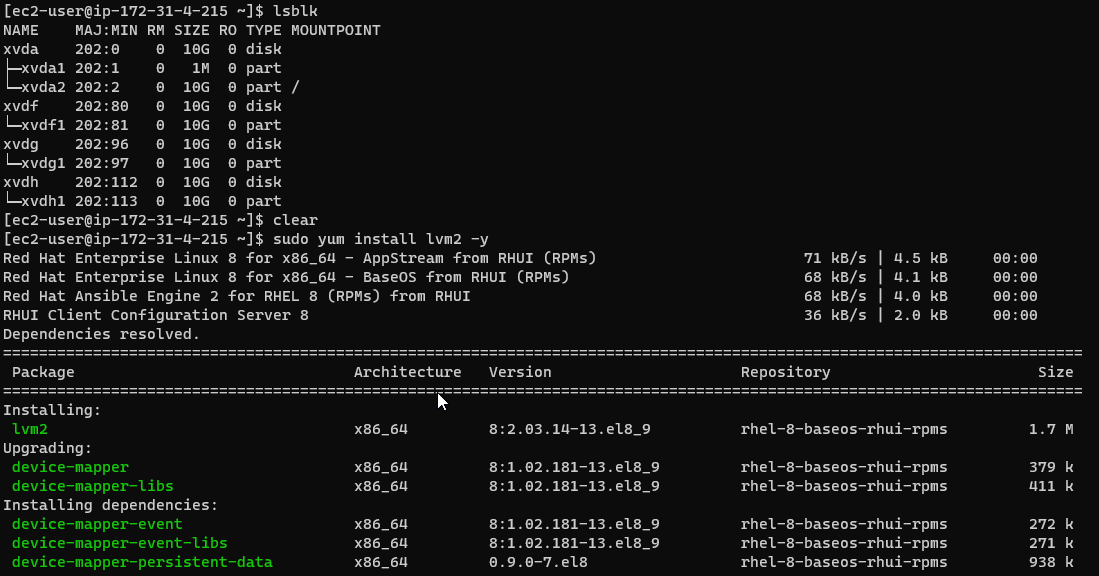 [ec2-user@ip-172-31-4-215 ~]$ lsblk
NAME    MAJ:MIN RM SIZE RO TYPE MOUNTPOINT
xvda    202:0    0  10G  0 disk
├─xvda1 202:1    0   1M  0 part
└─xvda2 202:2    0  10G  0 part /
xvdf    202:80   0  10G  0 disk
└─xvdf1 202:81   0  10G  0 part
xvdg    202:96   0  10G  0 disk
└─xvdg1 202:97   0  10G  0 part
xvdh    202:112  0  10G  0 disk
└─xvdh1 202:113  0  10G  0 part
[ec2-user@ip-172-31-4-215 ~]$ clear
[ec2-user@ip-172-31-4-215 ~]$ sudo yum install lvm2 -y
Red Hat Enterprise Linux 8 for x86_64 - AppStream from RHUI (RPMs)                       71 kB/s | 4.5 kB     00:00
Red Hat Enterprise Linux 8 for x86_64 - BaseOS from RHUI (RPMs)                          68 kB/s | 4.1 kB     00:00
Red Hat Ansible Engine 2 for RHEL 8 (RPMs) from RHUI                                     68 kB/s | 4.0 kB     00:00
RHUI Client Configuration Server 8                                                       36 kB/s | 2.0 kB     00:00
Dependencies resolved.
========================================================================================================================
 Package                               Architecture   Version                     Repository                       Size
========================================================================================================================
Installing:
 lvm2                                  x86_64         8:2.03.14-13.el8_9          rhel-8-baseos-rhui-rpms         1.7 M
Upgrading:
 device-mapper                         x86_64         8:1.02.181-13.el8_9         rhel-8-baseos-rhui-rpms         379 k
 device-mapper-libs                    x86_64         8:1.02.181-13.el8_9         rhel-8-baseos-rhui-rpms         411 k
Installing dependencies:
 device-mapper-event                   x86_64         8:1.02.181-13.el8_9         rhel-8-baseos-rhui-rpms         272 k
 device-mapper-event-libs              x86_64         8:1.02.181-13.el8_9         rhel-8-baseos-rhui-rpms         271 k
 device-mapper-persistent-data         x86_64         0.9.0-7.el8                 rhel-8-baseos-rhui-rpms         938 k